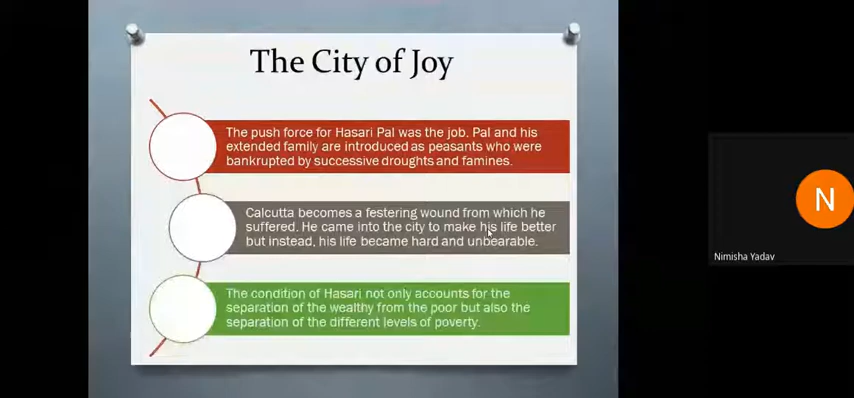 The City of Joy
The push force for Hasari Pal was the job. Pal and his
extended family are introduced as peasants who were
bankrupted by successive droughts and famines.
Calcutta becomes a festering wound from which he
suffered. He came into the city to make his life better
but instead, his life became hard and unbearable.
The condition of Hasari not only accounts for the
separation of the wealthy from the poor but also the
separation of the different levels of poverty.
N
Nimisha Yadav